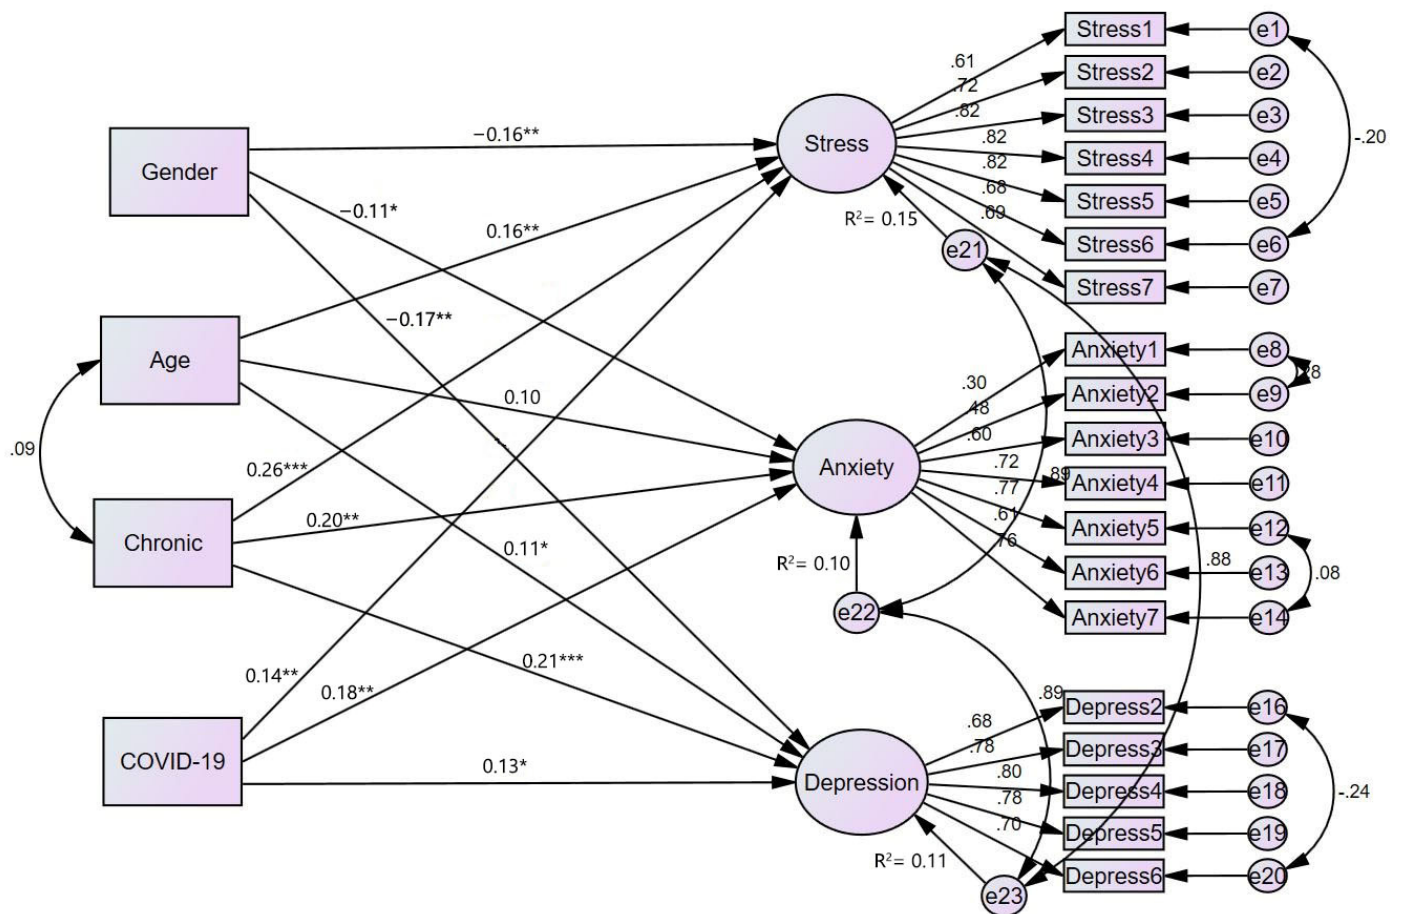 Gender
Age
Chronic
COVID-19
.09
−0.16**
−0.11*
−0.17**
0.16**
0.10
0.11*
0.26***
0.20**
0.21***
0.14**
0.18**
0.13*
Stress
R²= 0.15
e21
.61
.72
.82
.82
.82
.68
.69
Stress1
Stress2
Stress3
Stress4
Stress5
Stress6
Stress7
e1
e2
e3
e4
e5
e6
e7
-.20
Anxiety
R²= 0.10
e22
.30
.48
.60
.72
.77
.61
.76
.89
Anxiety1
Anxiety2
Anxiety3
Anxiety4
Anxiety5
Anxiety6
Anxiety7
e8
e9
e10
e11
e12
e13
e14
.08
.88
Depression
R²= 0.11
e23
.89
.68
.78
.80
.78
.70
Depress2
Depress3
Depress4
Depress5
Depress6
e16
e17
e18
e19
e20
-.24